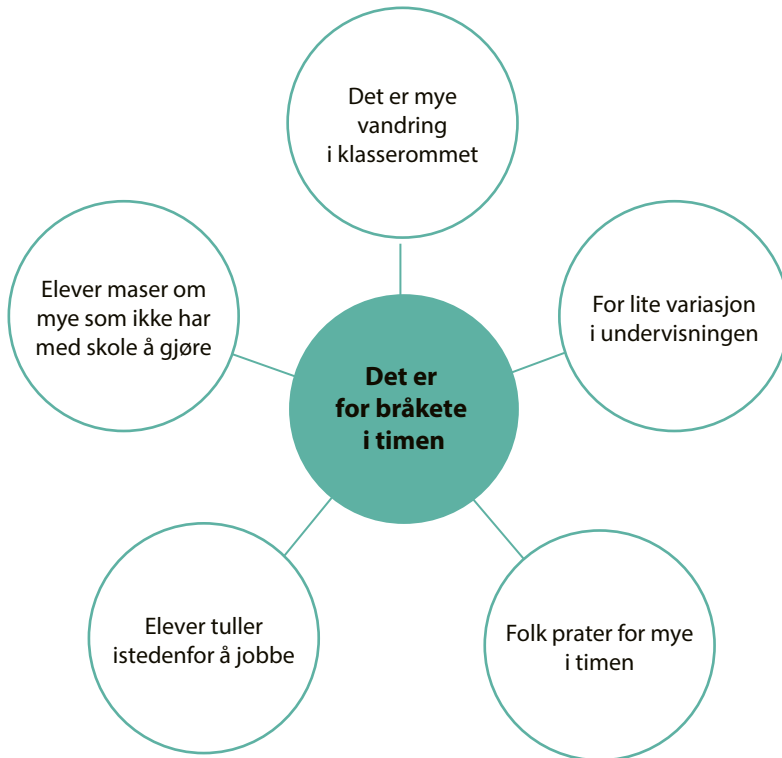 Det er mye
vandring
i klasserommet
Elever maser om
mye som ikke har
med skole å gjøre
For lite variasjon
i undervisningen
Det er
for bråkete
i timen
Elever tuller
istedenfor å jobbe
Folk prater for mye
i timen